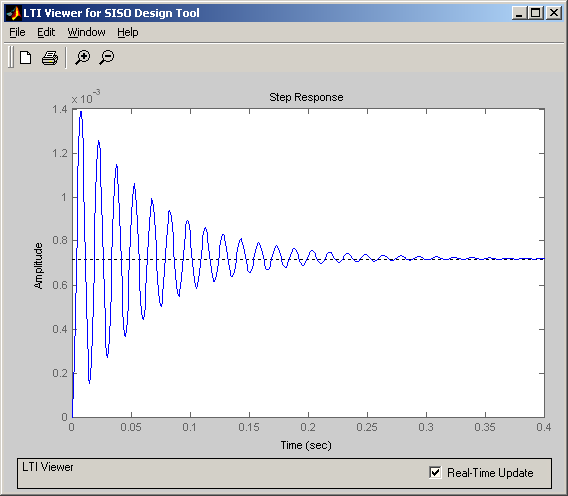 LTI Viewer for SISO Design Tool
File Edit Window Help
x 10^-3
Step Response
1.4
1.2
1
0.8
0.6
0.4
0.2
0
Amplitude
0 0.05 0.1 0.15 0.2 0.25 0.3 0.35 0.4
Time (sec)
LTI Viewer
Real-Time Update